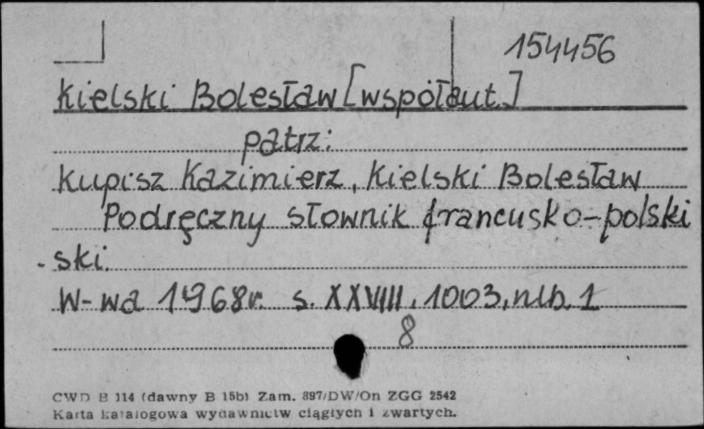 154456
Kielski Bolesław [współaut.]
patrz:
Kupisz Kazimierz, Kielski Bolesław
Podręczny słownik francusko-polski
-ski.
W-wa 1968r. s. XXVIII, 1003, nlb. 1
8
CWD B 114 (dawny B 15b) Zam. 897/DW/On ZGG 2542
Karta katalogowa wydawnictw ciągłych i zwartych.